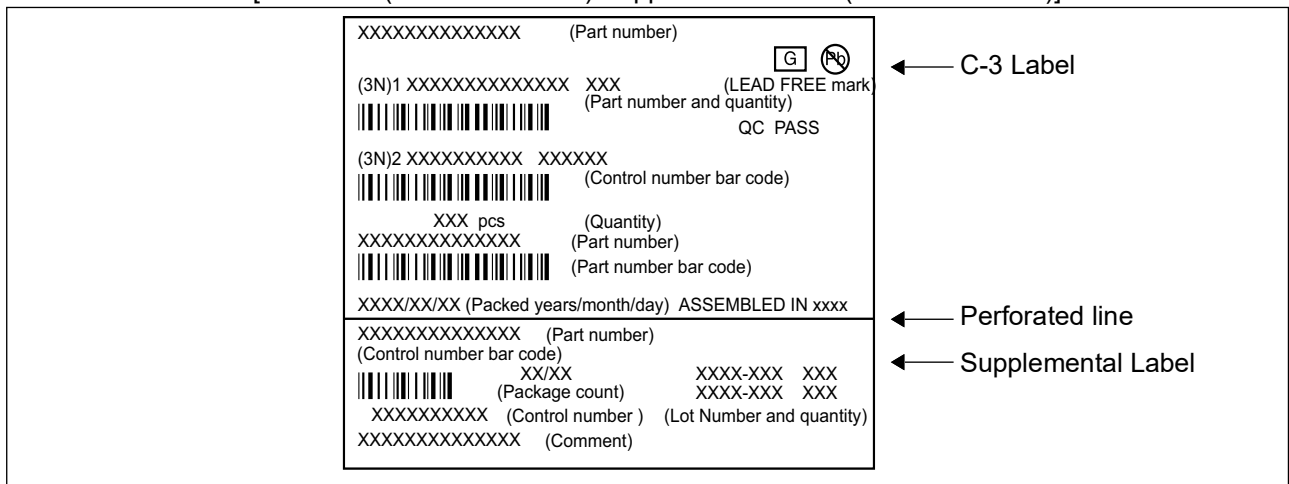 XXXXXXXXXXXXXX (Part number)
G Pb
C-3 Label
(3N)1 XXXXXXXXXXXXXX XXX (LEAD FREE mark)
(Part number and quantity)
QC PASS
(3N)2 XXXXXXXXXX XXXXXX
(Control number bar code)
XXX pcs (Quantity)
XXXXXXXXXXXXXX (Part number)
(Part number bar code)
XXXX/XX/XX (Packed years/month/day) ASSEMBLED IN xxxx
Perforated line
XXXXXXXXXXXXXX (Part number)
(Control number bar code)
Supplemental Label
XX/XX XXXX-XXX XXX
(Package count) XXXX-XXX XXX
XXXXXXXXXX (Control number ) (Lot Number and quantity)
XXXXXXXXXXXXXX (Comment)